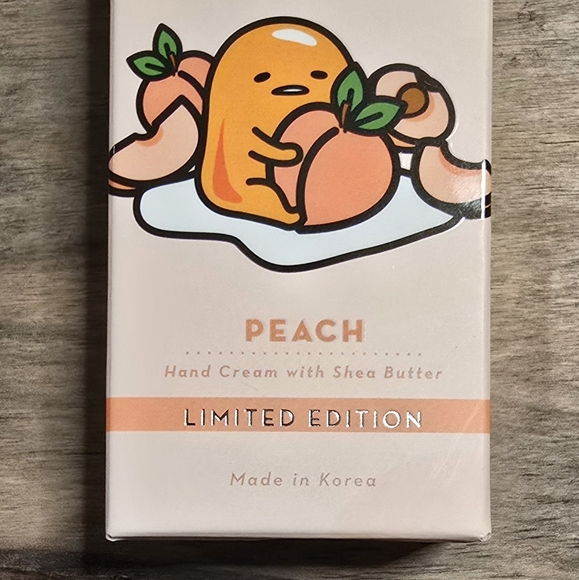 PEACH
Hand Cream with Shea Butter
LIMITED EDITION
Made in Korea